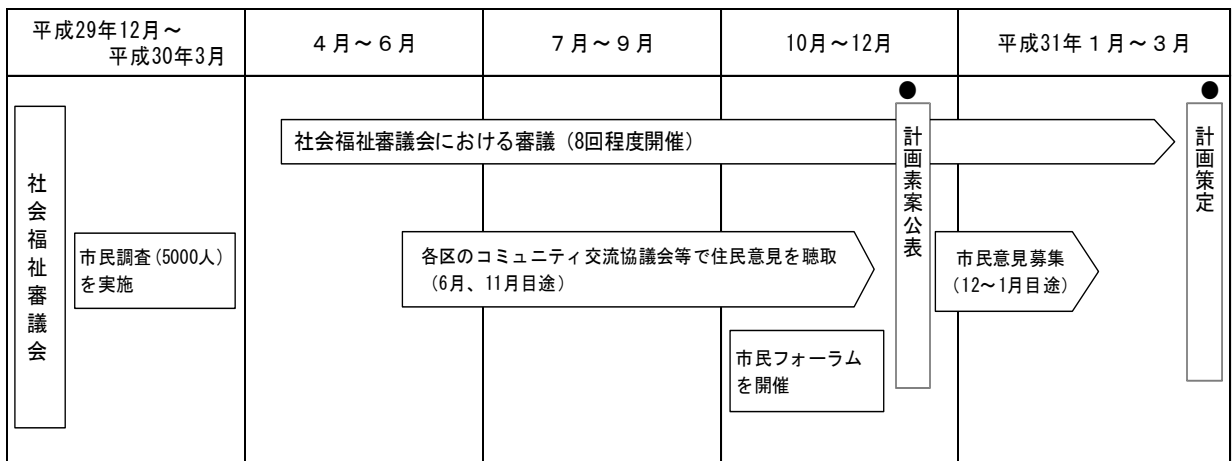 平成29年12月～
平成30年3月
４月～６月
７月～９月
10月～12月
平成31年１月～３月
社会福祉審議会
市民調査(5000人)
を実施
社会福祉審議会における審議（8回程度開催）
各区のコミュニティ交流協議会等で住民意見を聴取
（6月、11月目途）
市民フォーラム
を開催
計画素案公表
市民意見募集
(12～1月目途)
計画策定